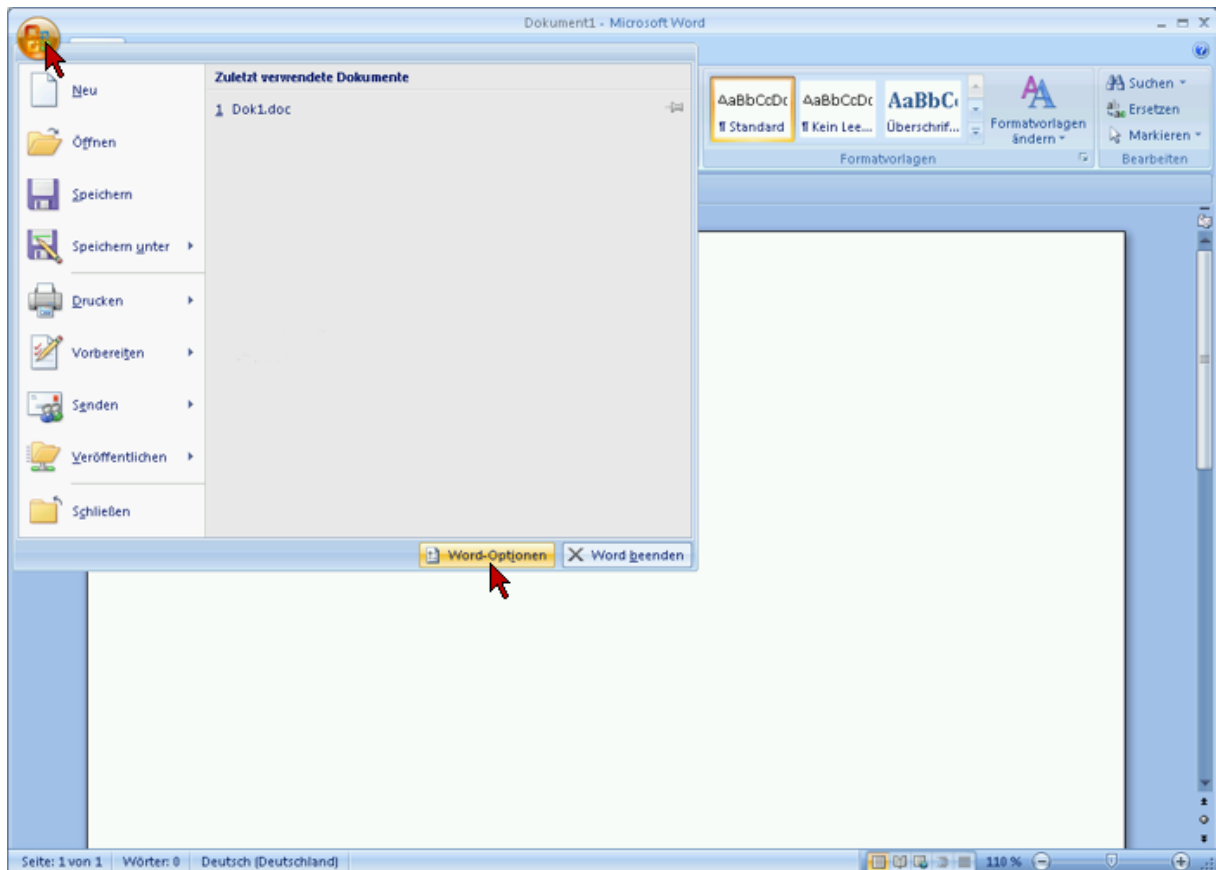 Dokument1 - Microsoft Word
Neu
Öffnen
Speichern
Speichern unter
Drucken
Vorbereiten
Senden
Veröffentlichen
Schließen
Zuletzt verwendete Dokumente
1 Dok1.doc
Word-Optionen
Word beenden
AaBbCcDc AaBbCcDc AaBbC
¶ Standard ¶ Kein Lee... Überschrif...
Formatvorlagen
ändern
Formatvorlagen
Suchen
Ersetzen
Markieren
Bearbeiten
Seite: 1 von 1 Wörter: 0 Deutsch (Deutschland) 110 %